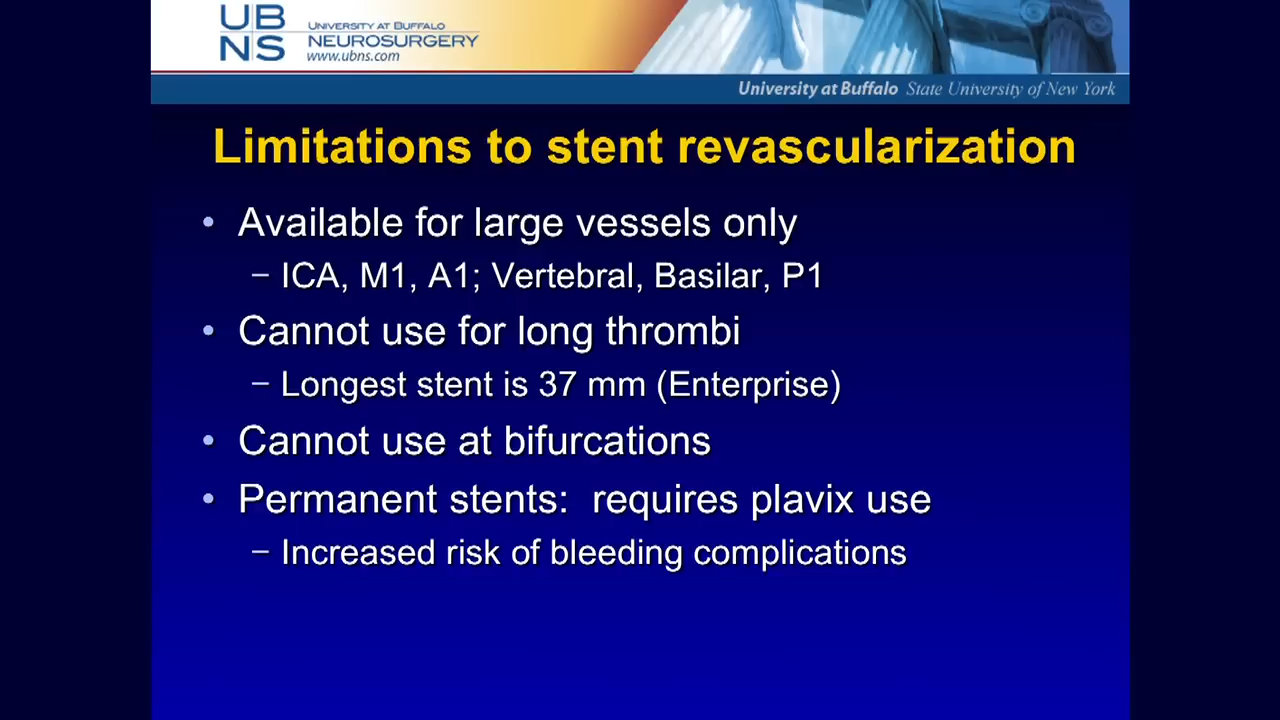 UB
NS
University at Buffalo
Neurosurgery
www.ubns.com
University at Buffalo State University of New York
Limitations to stent revascularization
• Available for large vessels only
– ICA, M1, A1; Vertebral, Basilar, P1
• Cannot use for long thrombi
– Longest stent is 37 mm (Enterprise)
• Cannot use at bifurcations
• Permanent stents:  requires plavix use
– Increased risk of bleeding complications